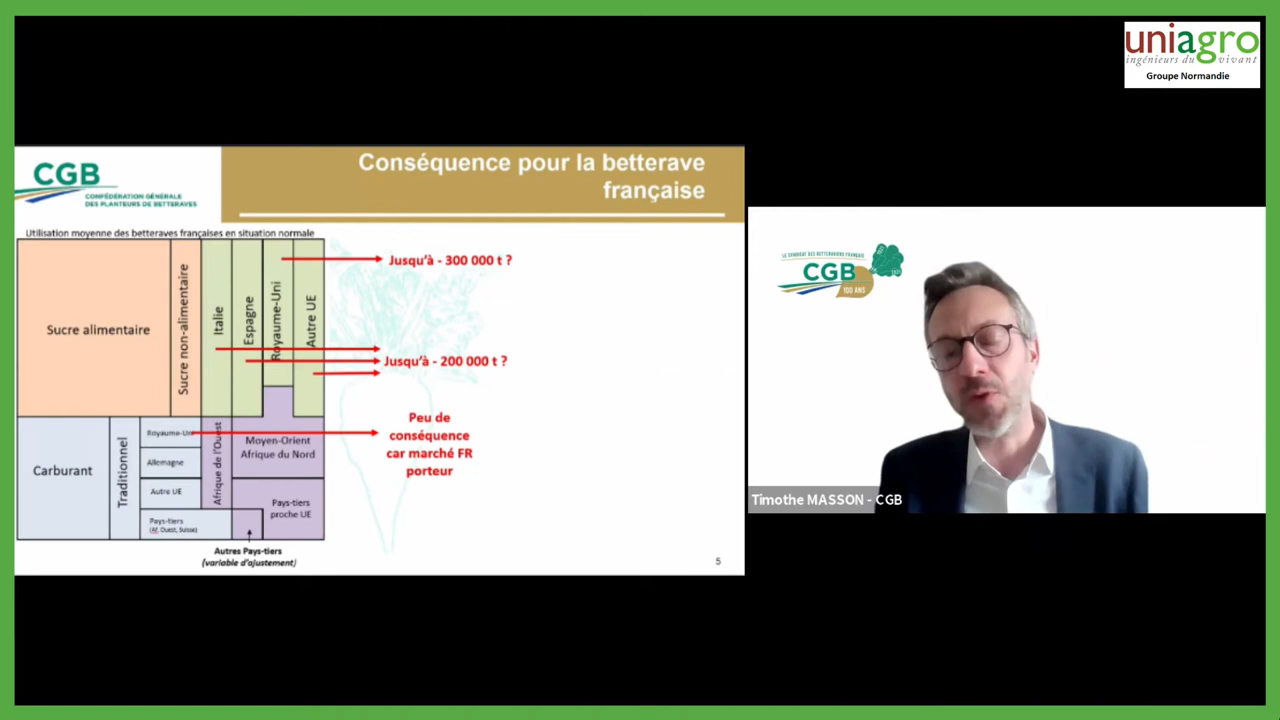 uniagro
ingénieurs du vivant
Groupe Normandie
CGB
CONFÉDÉRATION GÉNÉRALE
DES PLANTEURS DE BETTERAVES
Conséquence pour la betterave
française
Utilisation moyenne des betteraves françaises en situation normale
Sucre alimentaire
Sucre non-alimentaire
Italie
Espagne
Royaume-Uni
Autre UE
Jusqu'à - 300 000 t ?
Jusqu'à - 200 000 t ?
Peu de
conséquence
car marché FR
porteur
Carburant
Traditionnel
Royaume-Uni
Allemagne
Autre UE
Pays-tiers
(Af. Ouest, Suisse)
Afrique de l'Ouest
Moyen-Orient
Afrique du Nord
Pays-tiers
proche UE
Autres Pays-tiers
(variable d'ajustement)
5
LE SYNDICAT DES BETTERAVIERS FRANÇAIS
CGB
100 ANS
Timothe MASSON - CGB